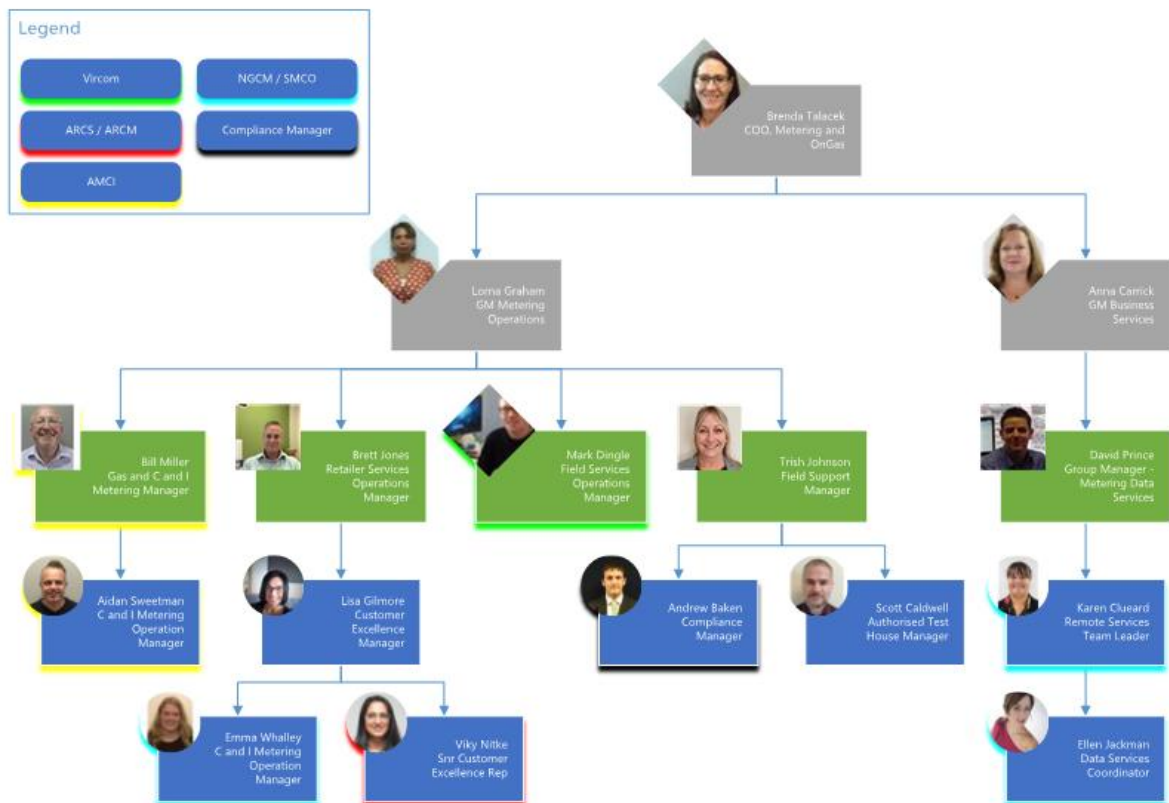 Legend
Vircom
NGCM / SMCO
ARCS / ARCM
Compliance Manager
AMCI
Brenda Talacek
COO, Metering and
OnGas
Lorna Graham
GM Metering
Operations
Anna Carrick
GM Business
Services
Bill Miller
Gas and C and I
Metering Manager
Brett Jones
Retailer Services
Operations
Manager
Mark Dingle
Field Services
Operations
Manager
Trish Johnson
Field Support
Manager
David Prince
Group Manager -
Metering Data
Services
Aidan Sweetman
C and I Metering
Operation
Manager
Lisa Gilmore
Customer
Excellence
Manager
Andrew Baken
Compliance
Manager
Scott Caldwell
Authorised Test
House Manager
Karen Clueard
Remote Services
Team Leader
Emma Whalley
C and I Metering
Operation
Manager
Viky Nitke
Snr Customer
Excellence Rep
Ellen Jackman
Data Services
Coordinator